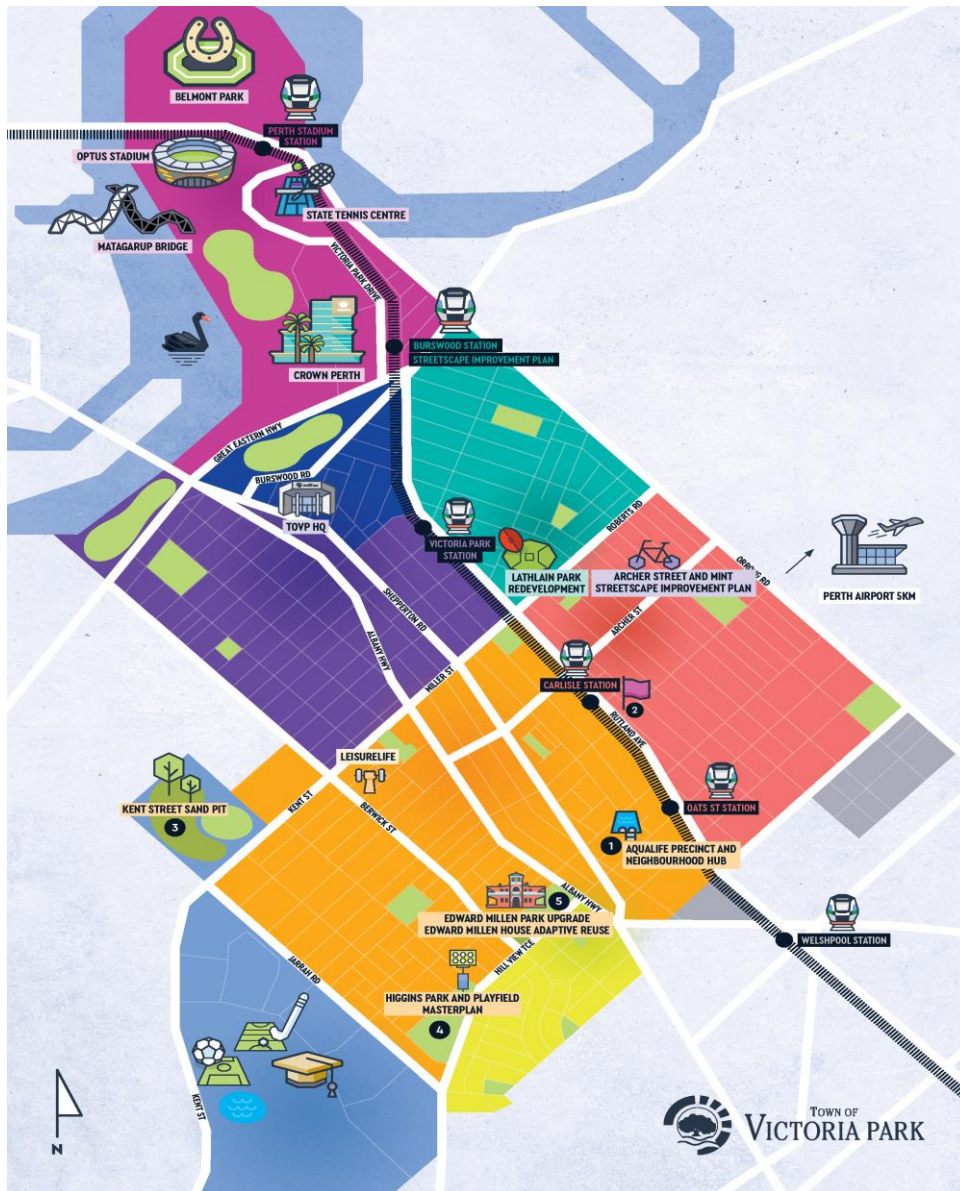 BELMONT PARK
PERTH STADIUM
STATION
OPTUS STADIUM
STATE TENNIS CENTRE
MATAGARUP BRIDGE
VICTORIA PARK DRIVE
BURSWOOD STATION
STREETSCAPE IMPROVEMENT PLAN
CROWN PERTH
GREAT EASTERN HWY
BURSWOOD RD
TOVP HQ
VICTORIA PARK
STATION
ROBERTS RD
LATHLAIN PARK
REDEVELOPMENT
ARCHER STREET AND MINT
STREETSCAPE IMPROVEMENT PLAN
PERTH AIRPORT 5KM
SHEPPERTON RD
ALBANY HWY
ARCHER ST
MILLER ST
CARLISLE STATION
2
RUTLAND AVE
LEISURELIFE
KENT ST
BERWICK ST
KENT STREET SAND PIT
3
OATS ST STATION
1
AQUALIFE PRECINCT AND
NEIGHBOURHOOD HUB
5
ALBANY HWY
EDWARD MILLEN PARK UPGRADE
EDWARD MILLEN HOUSE ADAPTIVE REUSE
WELSHPOOL STATION
HILL VIEW TCE
JARRAH RD
HIGGINS PARK AND PLAYFIELD
MASTERPLAN
4
KENT ST
N
TOWN OF
VICTORIA PARK